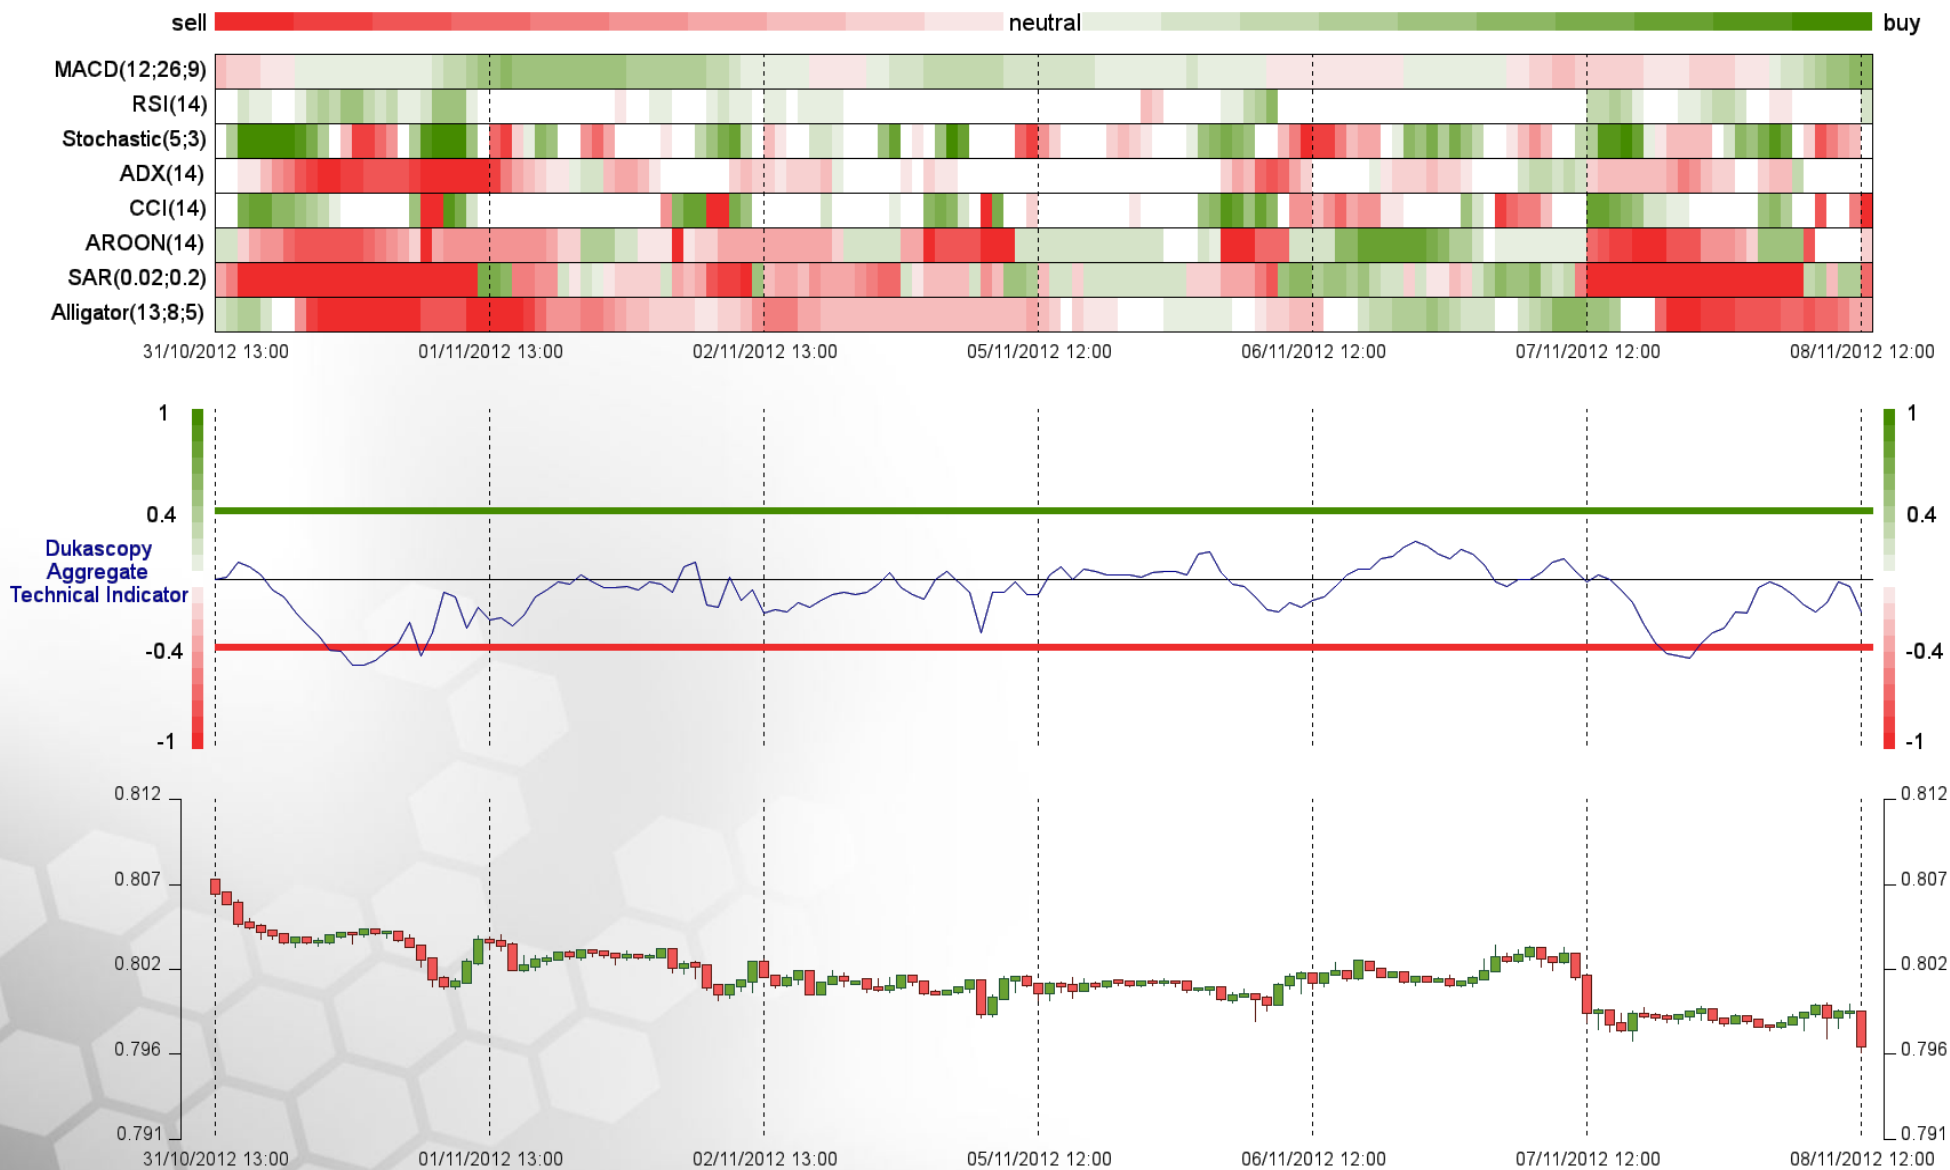 sell neutral buy
MACD(12;26;9)
RSI(14)
Stochastic(5;3)
ADX(14)
CCI(14)
AROON(14)
SAR(0.02;0.2)
Alligator(13;8;5)
31/10/2012 13:00 01/11/2012 13:00 02/11/2012 13:00 05/11/2012 12:00 06/11/2012 12:00 07/11/2012 12:00 08/11/2012 12:00
1 1
0.4 0.4
Dukascopy
Aggregate
Technical Indicator
-0.4 -0.4
-1 -1
0.812 0.812
0.807 0.807
0.802 0.802
0.796 0.796
0.791 0.791
31/10/2012 13:00 01/11/2012 13:00 02/11/2012 13:00 05/11/2012 12:00 06/11/2012 12:00 07/11/2012 12:00 08/11/2012 12:00